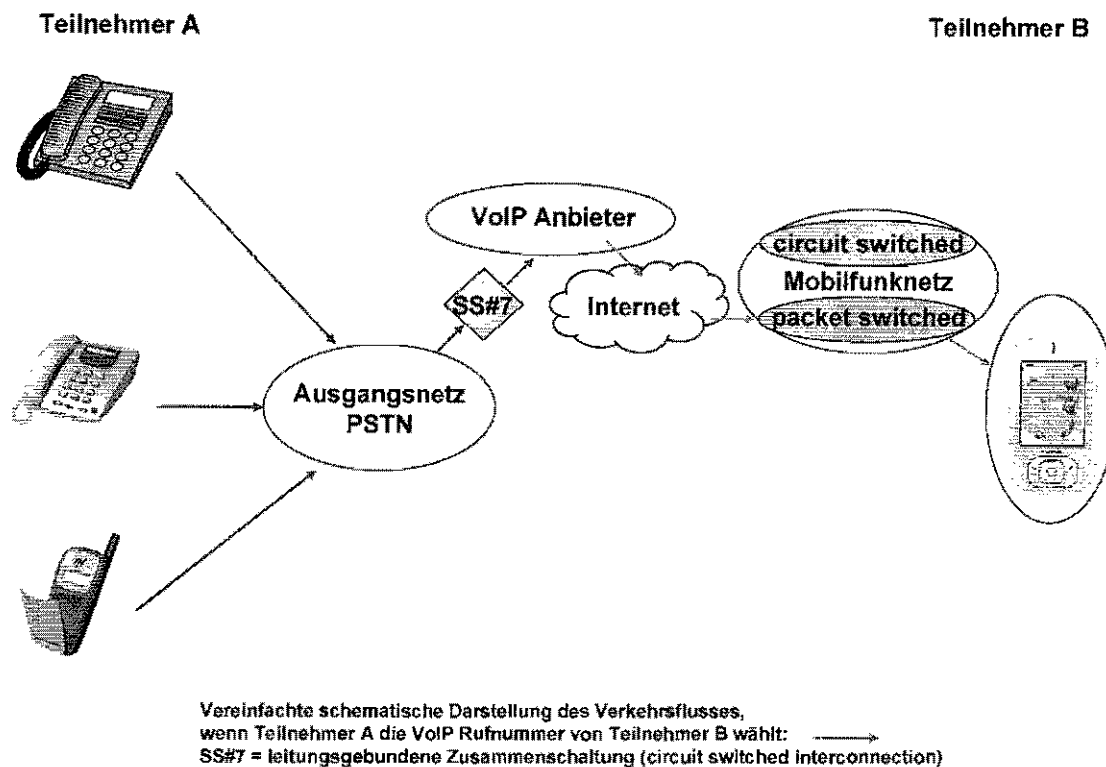 Teilnehmer A
Teilnehmer B
VoIP Anbieter
circuit switched
Mobilfunknetz
packet switched
Internet
SS#7
Ausgangsnetz
PSTN
Vereinfachte schematische Darstellung des Verkehrsflusses,
wenn Teilnehmer A die VoIP Rufnummer von Teilnehmer B wählt:
SS#7 = leitungsgebundene Zusammenschaltung (circuit switched interconnection)